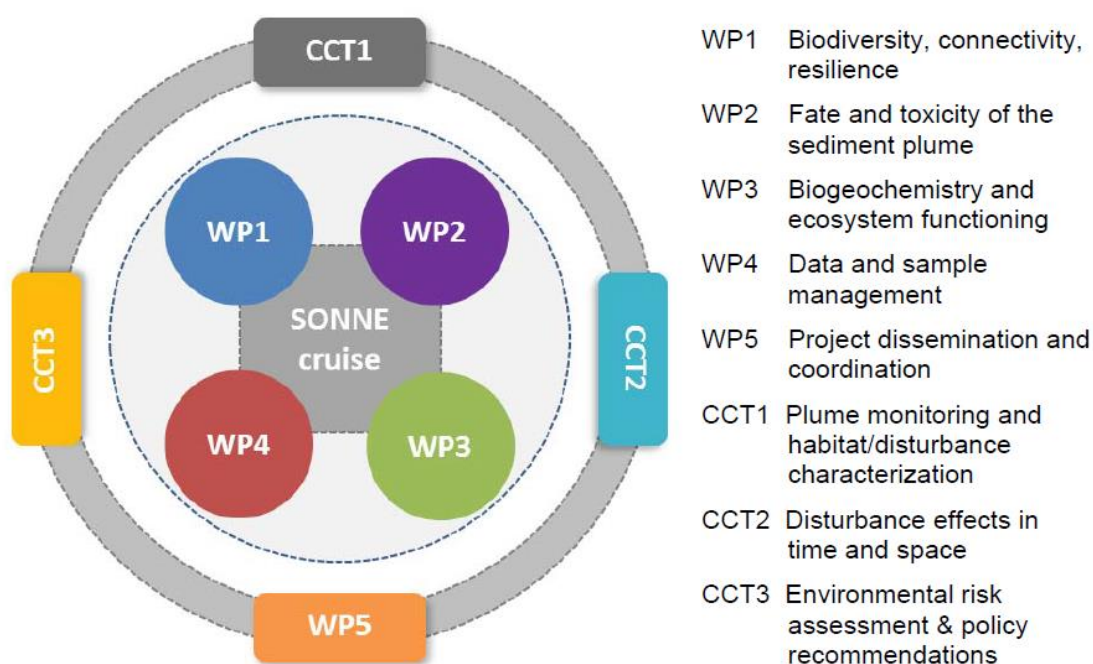 CCT1
WP1
WP2
SONNE
cruise
CCT3
CCT2
WP4
WP3
WP5
WP1 Biodiversity, connectivity,
resilience
WP2 Fate and toxicity of the
sediment plume
WP3 Biogeochemistry and
ecosystem functioning
WP4 Data and sample
management
WP5 Project dissemination and
coordination
CCT1 Plume monitoring and
habitat/disturbance
characterization
CCT2 Disturbance effects in
time and space
CCT3 Environmental risk
assessment & policy
recommendations